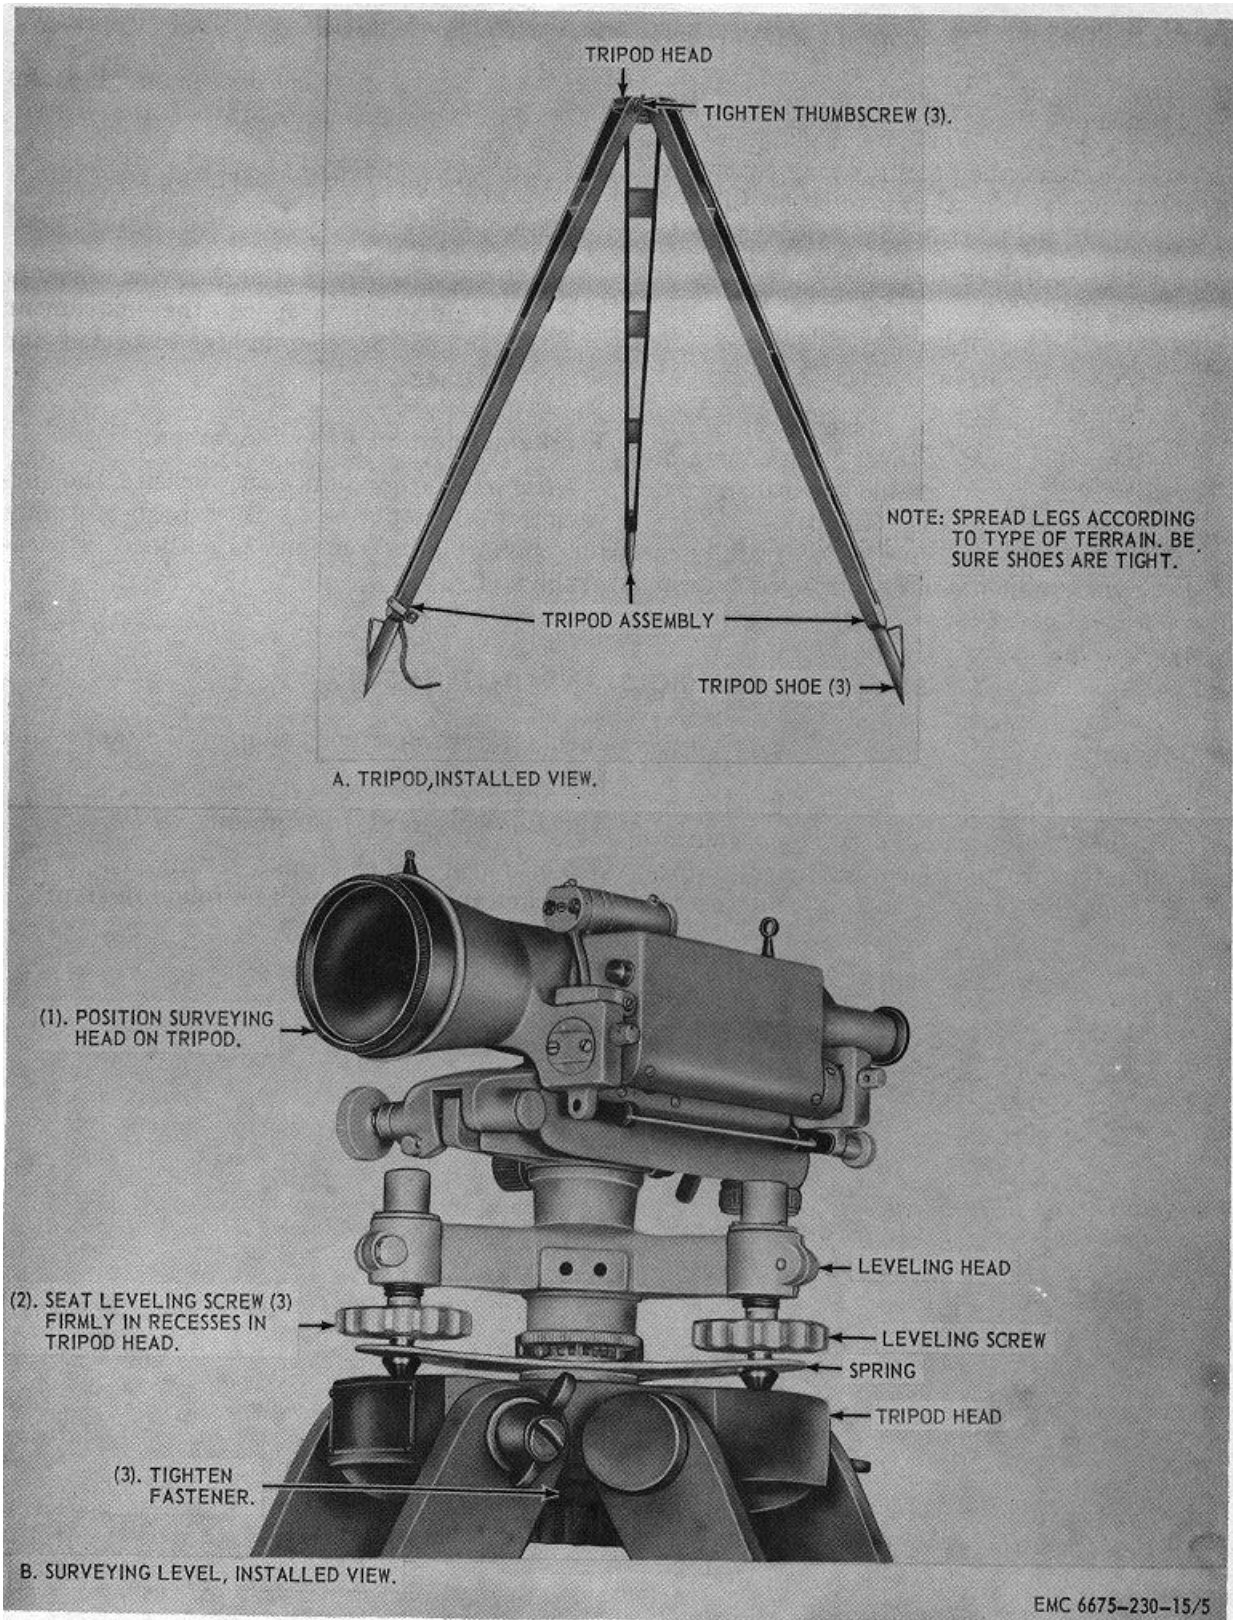 TRIPOD HEAD
TIGHTEN THUMBSCREW (3).
NOTE: SPREAD LEGS ACCORDING
TO TYPE OF TERRAIN. BE
SURE SHOES ARE TIGHT.
TRIPOD ASSEMBLY
TRIPOD SHOE (3)
A. TRIPOD, INSTALLED VIEW.
(1). POSITION SURVEYING
HEAD ON TRIPOD.
LEVELING HEAD
(2). SEAT LEVELING SCREW (3)
FIRMLY IN RECESSES IN
TRIPOD HEAD.
LEVELING SCREW
SPRING
TRIPOD HEAD
(3). TIGHTEN
FASTENER.
B. SURVEYING LEVEL, INSTALLED VIEW.
EMC 6675-230-15/5